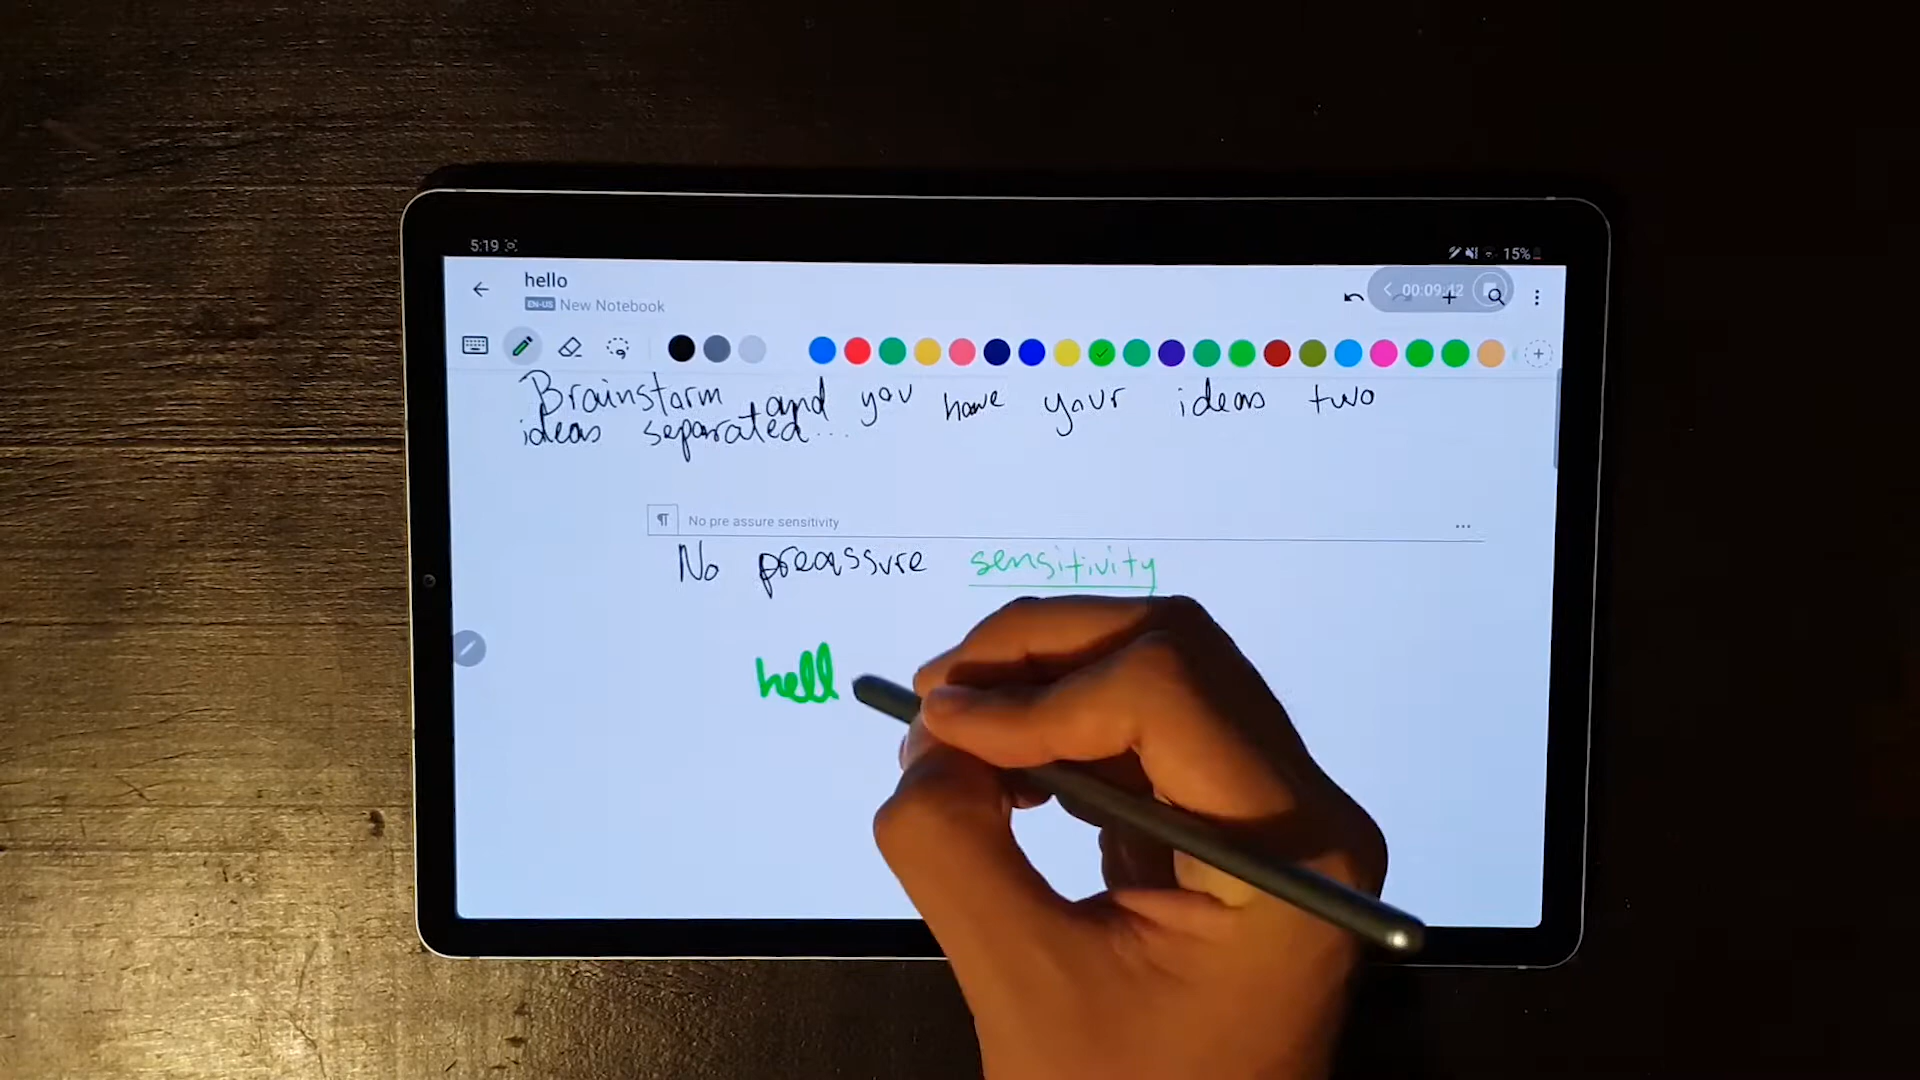 5:19
15%
hello
EN-US New Notebook
00:09:42
Brainstorm and you have your ideas two
ideas separated...
No pre assure sensitivity
No preassure sensitivity
hell